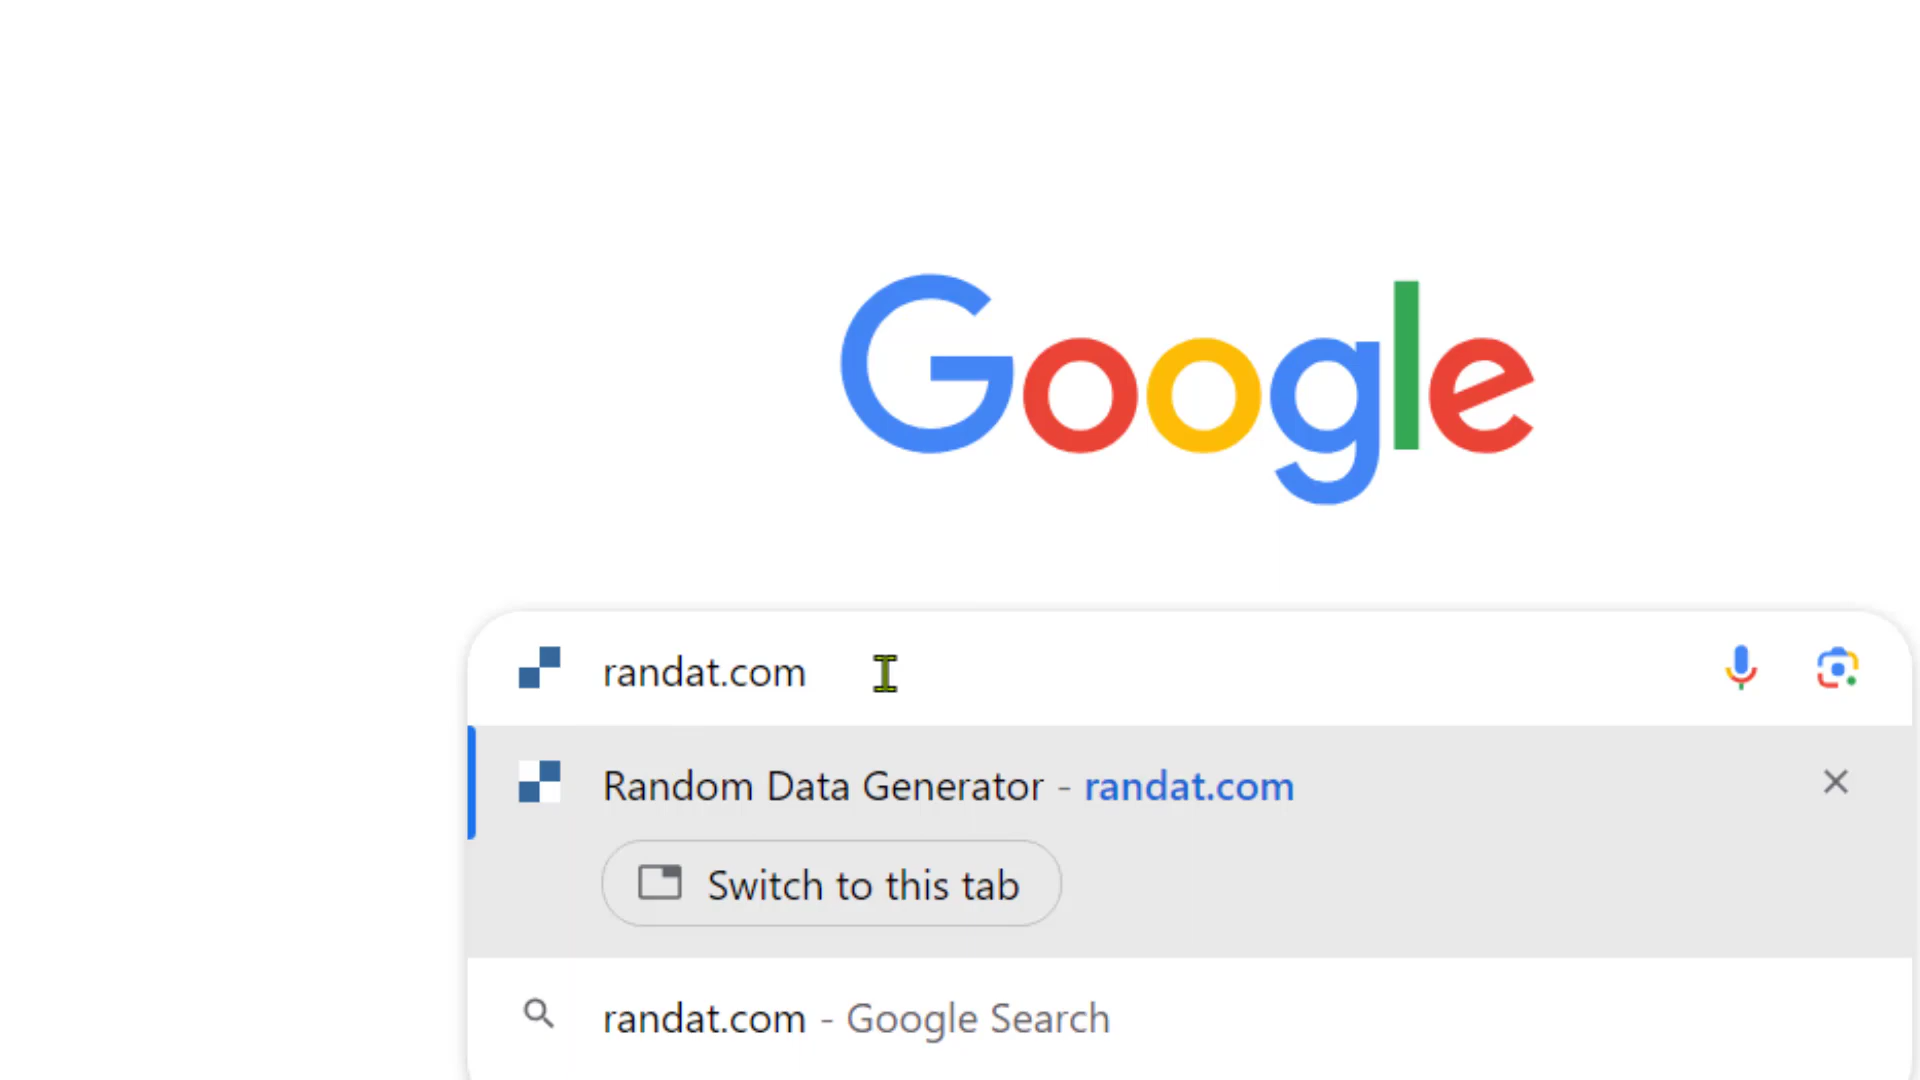 Google
randat.com
Random Data Generator - randat.com
Switch to this tab
randat.com - Google Search